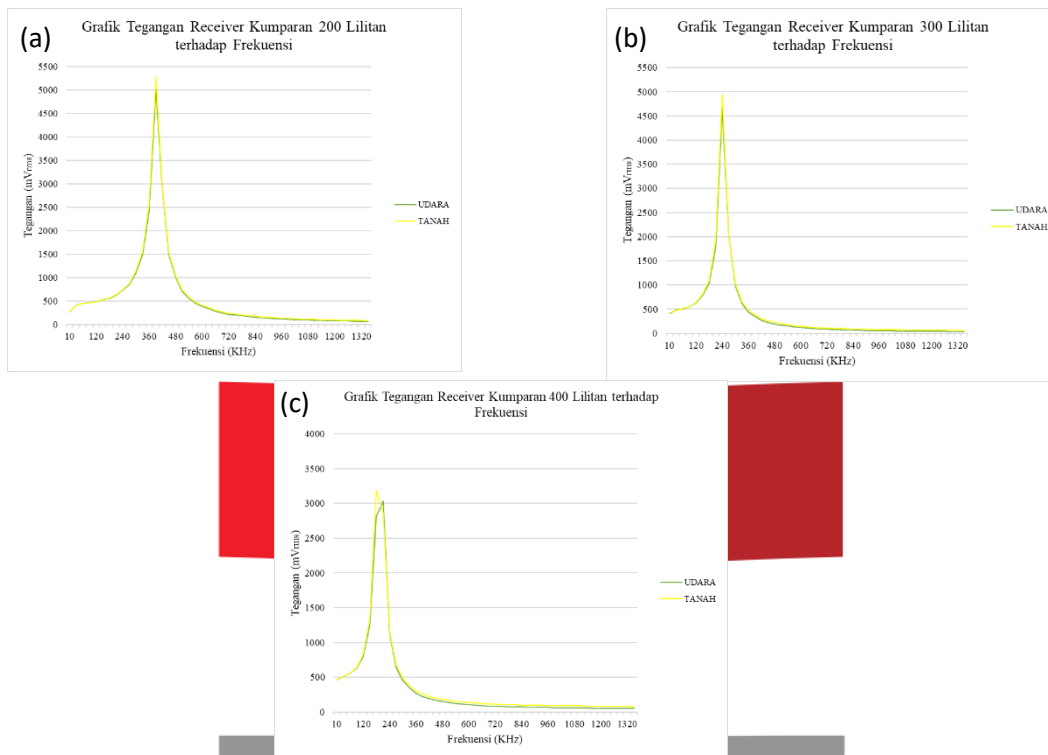 (a)
Grafik Tegangan Receiver Kumparan 200 Lilitan
terhadap Frekuensi
5500
5000
4500
4000
3500
3000
2500
2000
1500
1000
500
0
Tegangan (mVrms)
10 120 240 360 480 600 720 840 960 1080 1200 1320
Frekuensi (KHz)
UDARA
TANAH
(b)
Grafik Tegangan Receiver Kumparan 300 Lilitan
terhadap Frekuensi
5500
5000
4500
4000
3500
3000
2500
2000
1500
1000
500
0
Tegangan (mVrms)
10 120 240 360 480 600 720 840 960 1080 1200 1320
Frekuensi (KHz)
UDARA
TANAH
(c)
Grafik Tegangan Receiver Kumparan 400 Lilitan terhadap
Frekuensi
4000
3500
3000
2500
2000
1500
1000
500
0
Tegangan (mVrms)
10 120 240 360 480 600 720 840 960 1080 1200 1320
Frekuensi (KHz)
UDARA
TANAH